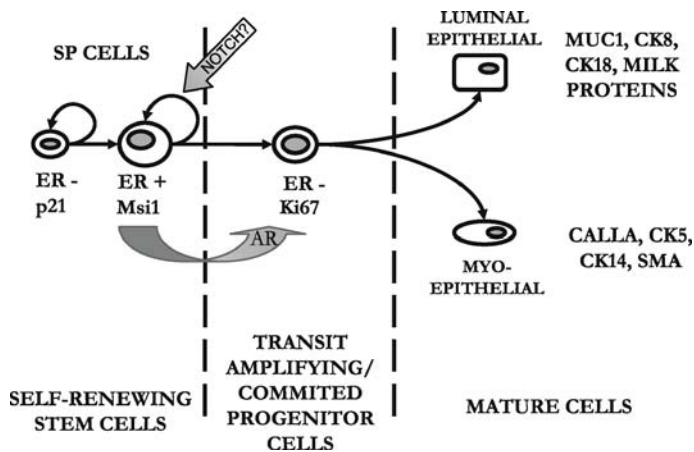 SP CELLS
NOTCH?
LUMINAL
EPITHELIAL
MUC1, CK8,
CK18, MILK
PROTEINS
ER -
p21
ER +
Msi1
ER -
Ki67
AR
MYO-
EPITHELIAL
CALLA, CK5,
CK14, SMA
SELF-RENEWING
STEM CELLS
TRANSIT
AMPLIFYING/
COMMITED
PROGENITOR
CELLS
MATURE CELLS